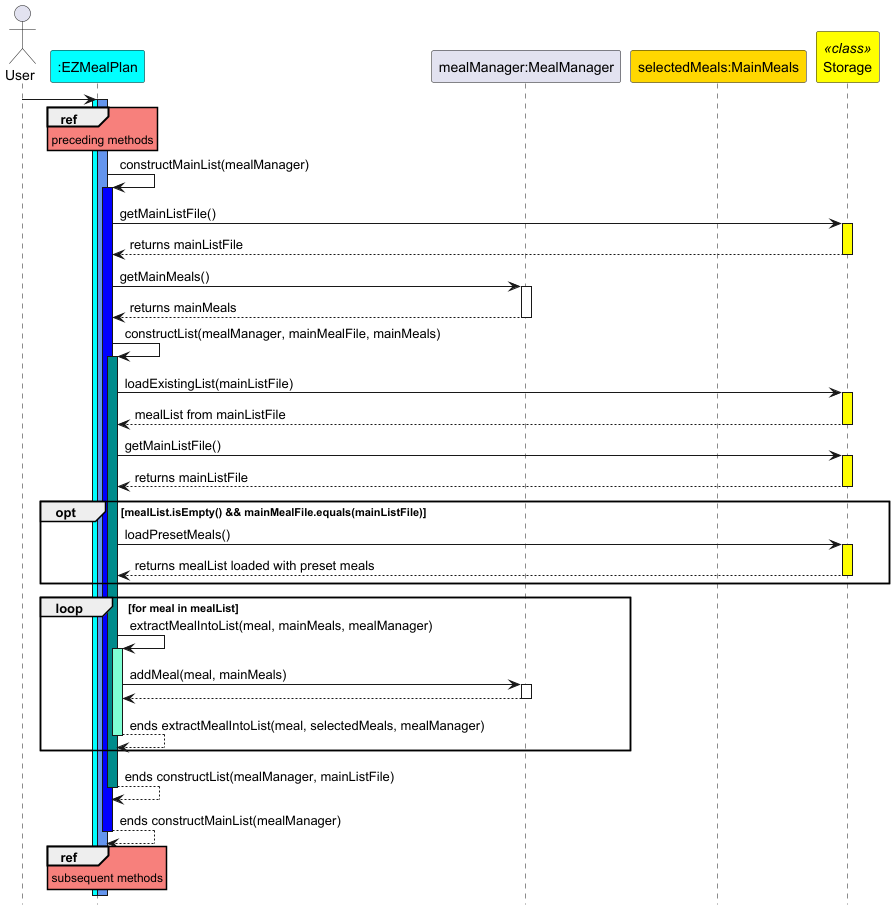 User
:EZMealPlan
mealManager:MealManager
selectedMeals:MainMeals
«class»
Storage
ref
preceding methods
constructMainList(mealManager)
getMainListFile()
returns mainListFile
getMainMeals()
returns mainMeals
constructList(mealManager, mainMealFile, mainMeals)
loadExistingList(mainListFile)
mealList from mainListFile
getMainListFile()
returns mainListFile
opt
[mealList.isEmpty() && mainMealFile.equals(mainListFile)]
loadPresetMeals()
returns mealList loaded with preset meals
loop
[for meal in mealList]
extractMealIntoList(meal, mainMeals, mealManager)
addMeal(meal, mainMeals)
ends extractMealIntoList(meal, selectedMeals, mealManager)
ends constructList(mealManager, mainListFile)
ends constructMainList(mealManager)
ref
subsequent methods